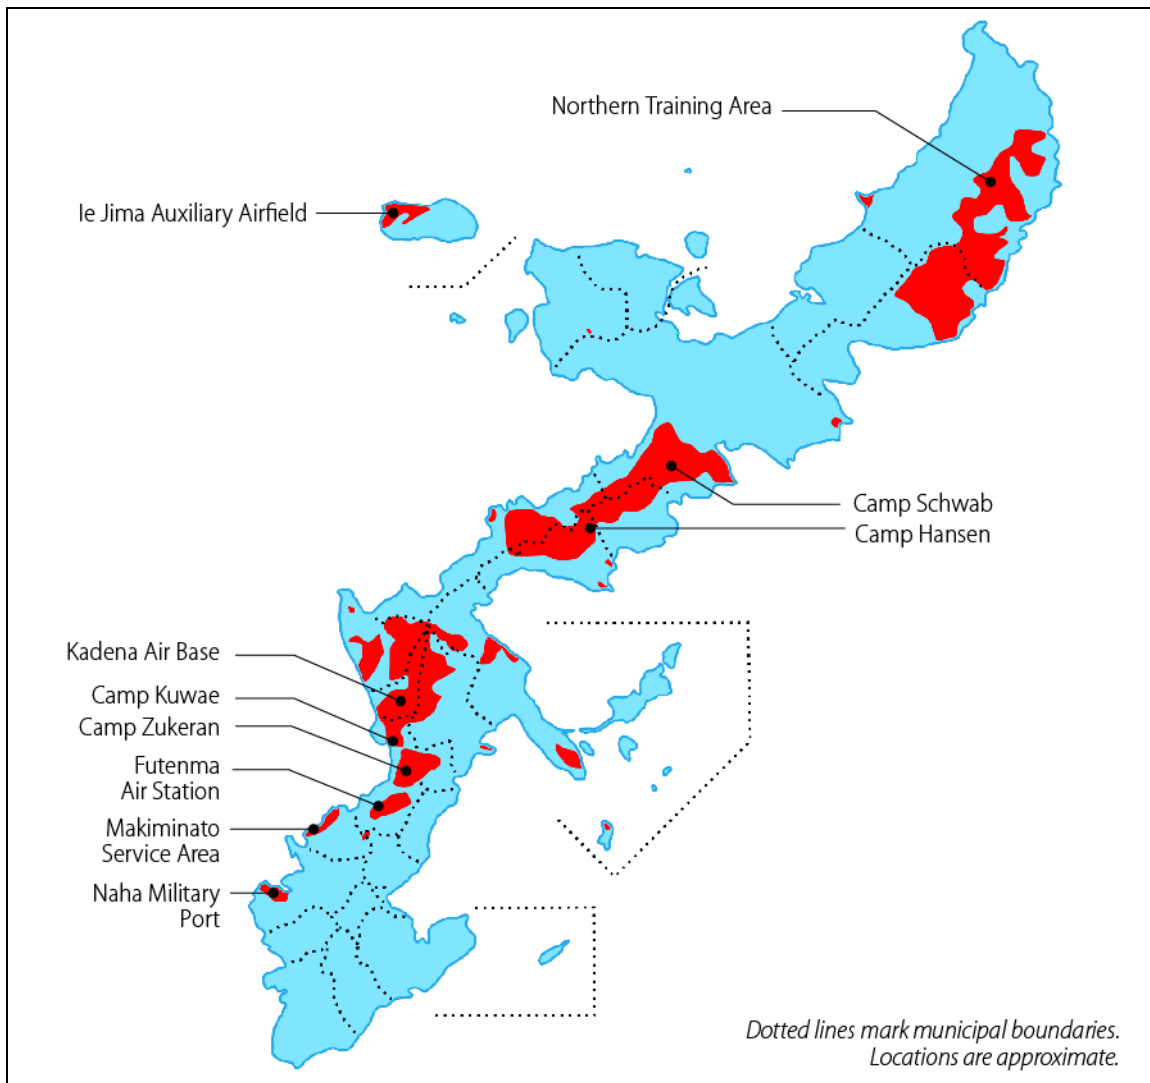 Northern Training Area
Ie Jima Auxiliary Airfield
Camp Schwab
Camp Hansen
Kadena Air Base
Camp Kuwae
Camp Zukeran
Futenma
Air Station
Makiminato
Service Area
Naha Military
Port
Dotted lines mark municipal boundaries.
Locations are approximate.